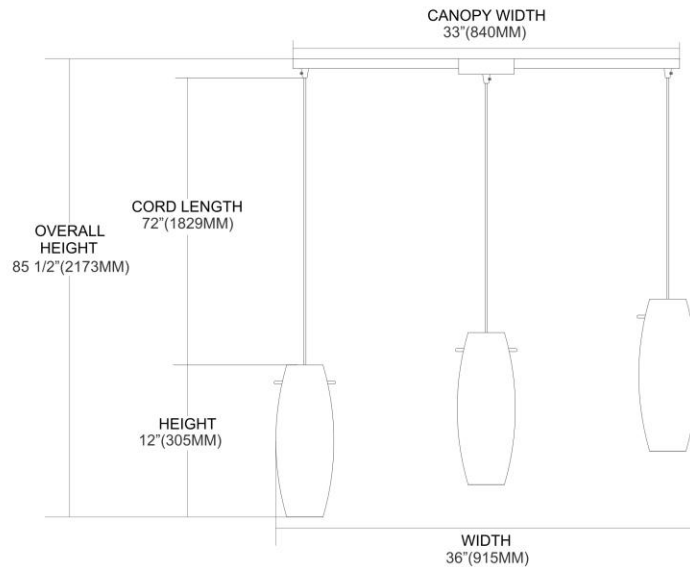 CANOPY WIDTH
33”(840MM)
CORD LENGTH
72”(1829MM)
OVERALL
HEIGHT
85 1/2”(2173MM)
HEIGHT
12”(305MM)
WIDTH
36”(915MM)